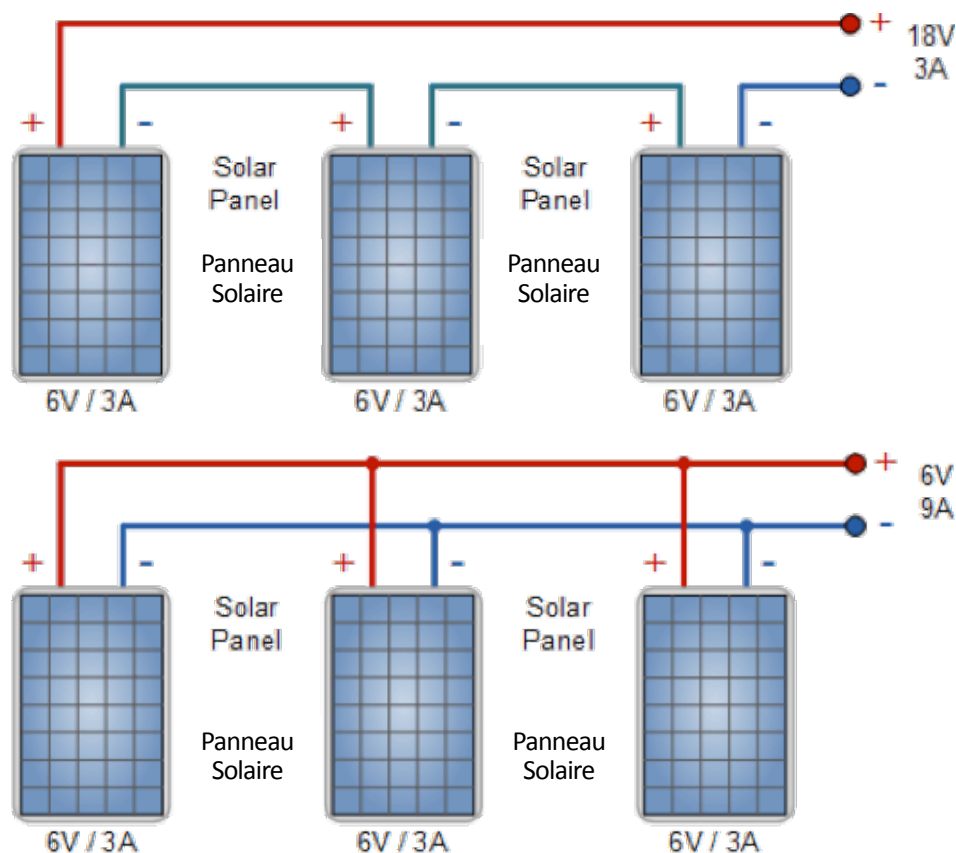 +
18V
3A
-
+
-
+
-
+
-
Solar
Panel
Solar
Panel
Panneau
Solaire
Panneau
Solaire
6V / 3A
6V / 3A
6V / 3A
+
6V
9A
-
+
-
+
-
+
-
Solar
Panel
Solar
Panel
Panneau
Solaire
Panneau
Solaire
6V / 3A
6V / 3A
6V / 3A